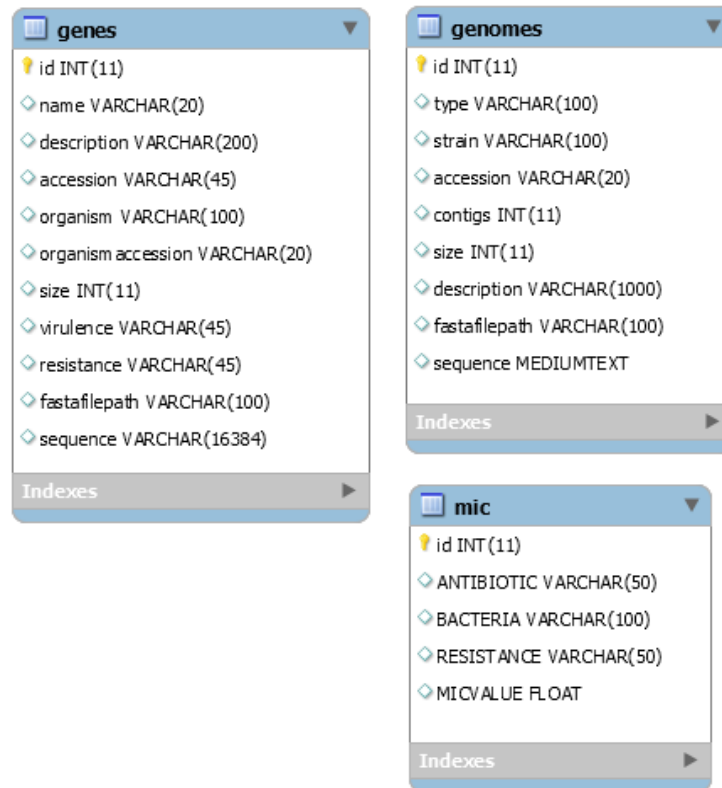 genes
id INT(11)
name VARCHAR(20)
description VARCHAR(200)
accession VARCHAR(45)
organism VARCHAR(100)
organismaccession VARCHAR(20)
size INT(11)
virulence VARCHAR(45)
resistance VARCHAR(45)
fastafilepath VARCHAR(100)
sequence VARCHAR(16384)
Indexes
genomes
id INT(11)
type VARCHAR(100)
strain VARCHAR(100)
accession VARCHAR(20)
contigs INT(11)
size INT(11)
description VARCHAR(1000)
fastafilepath VARCHAR(100)
sequence MEDIUMTEXT
Indexes
mic
id INT(11)
ANTIBIOTIC VARCHAR(50)
BACTERIA VARCHAR(100)
RESISTANCE VARCHAR(50)
MICVALUE FLOAT
Indexes